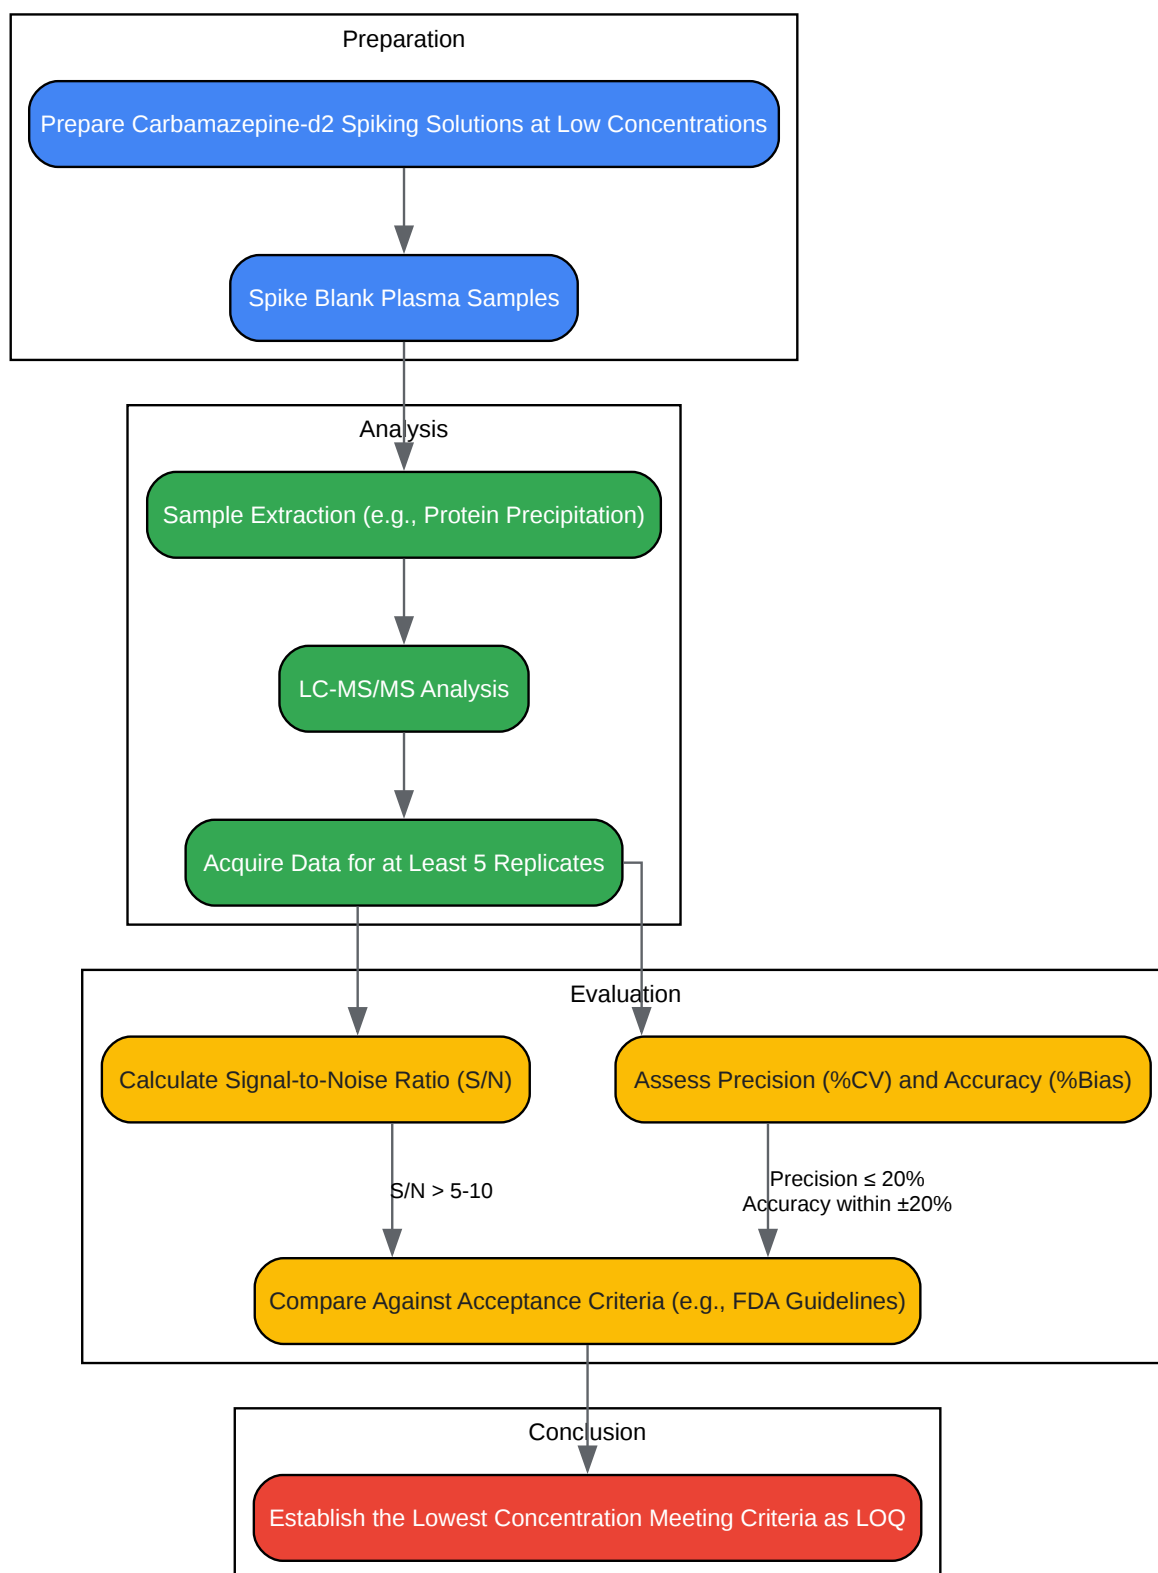 Preparation
Prepare Carbamazepine-d2 Spiking Solutions at Low Concentrations
Spike Blank Plasma Samples
Analysis
Sample Extraction (e.g., Protein Precipitation)
LC-MS/MS Analysis
Acquire Data for at Least 5 Replicates
Evaluation
Calculate Signal-to-Noise Ratio (S/N)
Assess Precision (%CV) and Accuracy (%Bias)
S/N > 5-10
Precision ≤ 20%
Accuracy within ±20%
Compare Against Acceptance Criteria (e.g., FDA Guidelines)
Conclusion
Establish the Lowest Concentration Meeting Criteria as LOQ